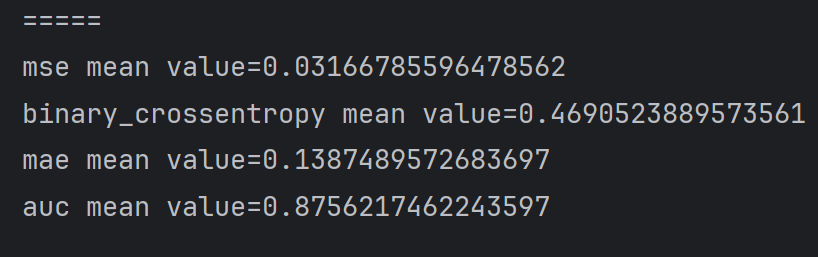 =====
mse mean value=0.03166785596478562
binary_crossentropy mean value=0.4690523889573561
mae mean value=0.1387489572683697
auc mean value=0.8756217462243597